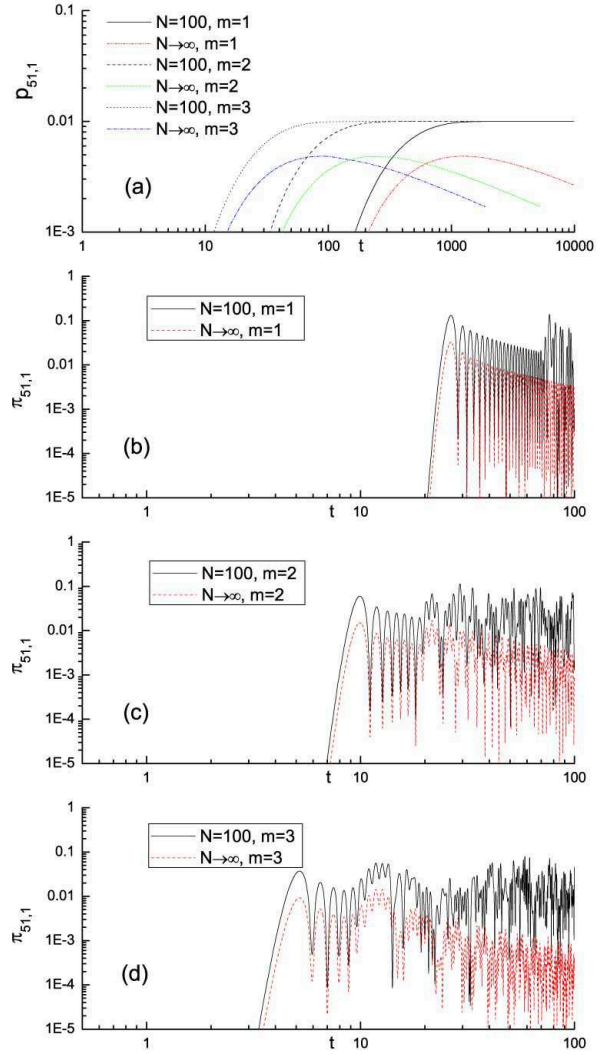 0.1
N=100, m=1
N→∞, m=1
N=100, m=2
N→∞, m=2
N=100, m=3
N→∞, m=3
p51,1
0.01
(a)
1E-3
1 10 100 t 1000 10000
1
N=100, m=1
N→∞, m=1
0.1
0.01
π51,1
1E-3
1E-4
(b)
1E-5
1 t 10 100
1
N=100, m=2
N→∞, m=2
0.1
0.01
π51,1
1E-3
1E-4
(c)
1E-5
1 t 10 100
1
N=100, m=3
N→∞, m=3
0.1
0.01
π51,1
1E-3
1E-4
(d)
1E-5
1 t 10 100